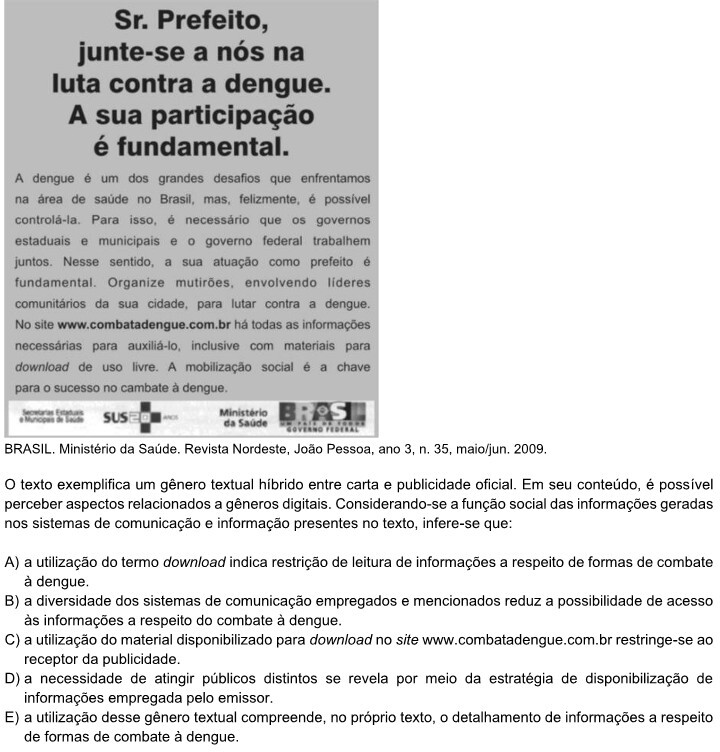 Sr. Prefeito,
junte-se a nós na
luta contra a dengue.
A sua participação
é fundamental.
A dengue é um dos grandes desafios que enfrentamos
na área de saúde no Brasil, mas, felizmente, é possível
controlá-la. Para isso, é necessário que os governos
estaduais e municipais e o governo federal trabalhem
juntos. Nesse sentido, a sua atuação como prefeito é
fundamental. Organize mutirões, envolvendo líderes
comunitários da sua cidade, para lutar contra a dengue.
No site www.combatadengue.com.br há todas as informações
necessárias para auxiliá-lo, inclusive com materiais para
download de uso livre. A mobilização social é a chave
para o sucesso no cambate à dengue.
Secretarias Estaduais
e Municipais de Saúde
SUS 20 ANOS
Ministério
da Saúde
BRASIL
UM PAÍS DE TODOS
GOVERNO FEDERAL
BRASIL. Ministério da Saúde. Revista Nordeste, João Pessoa, ano 3, n. 35, maio/jun. 2009.
O texto exemplifica um gênero textual híbrido entre carta e publicidade oficial. Em seu conteúdo, é possível
perceber aspectos relacionados a gêneros digitais. Considerando-se a função social das informações geradas
nos sistemas de comunicação e informação presentes no texto, infere-se que:
A) a utilização do termo download indica restrição de leitura de informações a respeito de formas de combate
à dengue.
B) a diversidade dos sistemas de comunicação empregados e mencionados reduz a possibilidade de acesso
às informações a respeito do combate à dengue.
C) a utilização do material disponibilizado para download no site www.combatadengue.com.br restringe-se ao
receptor da publicidade.
D) a necessidade de atingir públicos distintos se revela por meio da estratégia de disponibilização de
informações empregada pelo emissor.
E) a utilização desse gênero textual compreende, no próprio texto, o detalhamento de informações a respeito
de formas de combate à dengue.